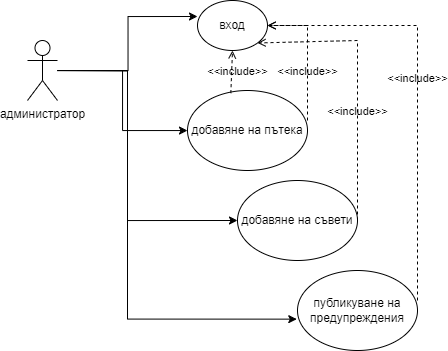 вход
<<include>>
<<include>>
<<include>>
<<include>>
администратор
добавяне на пътека
добавяне на съвети
публикуване на
предупреждения